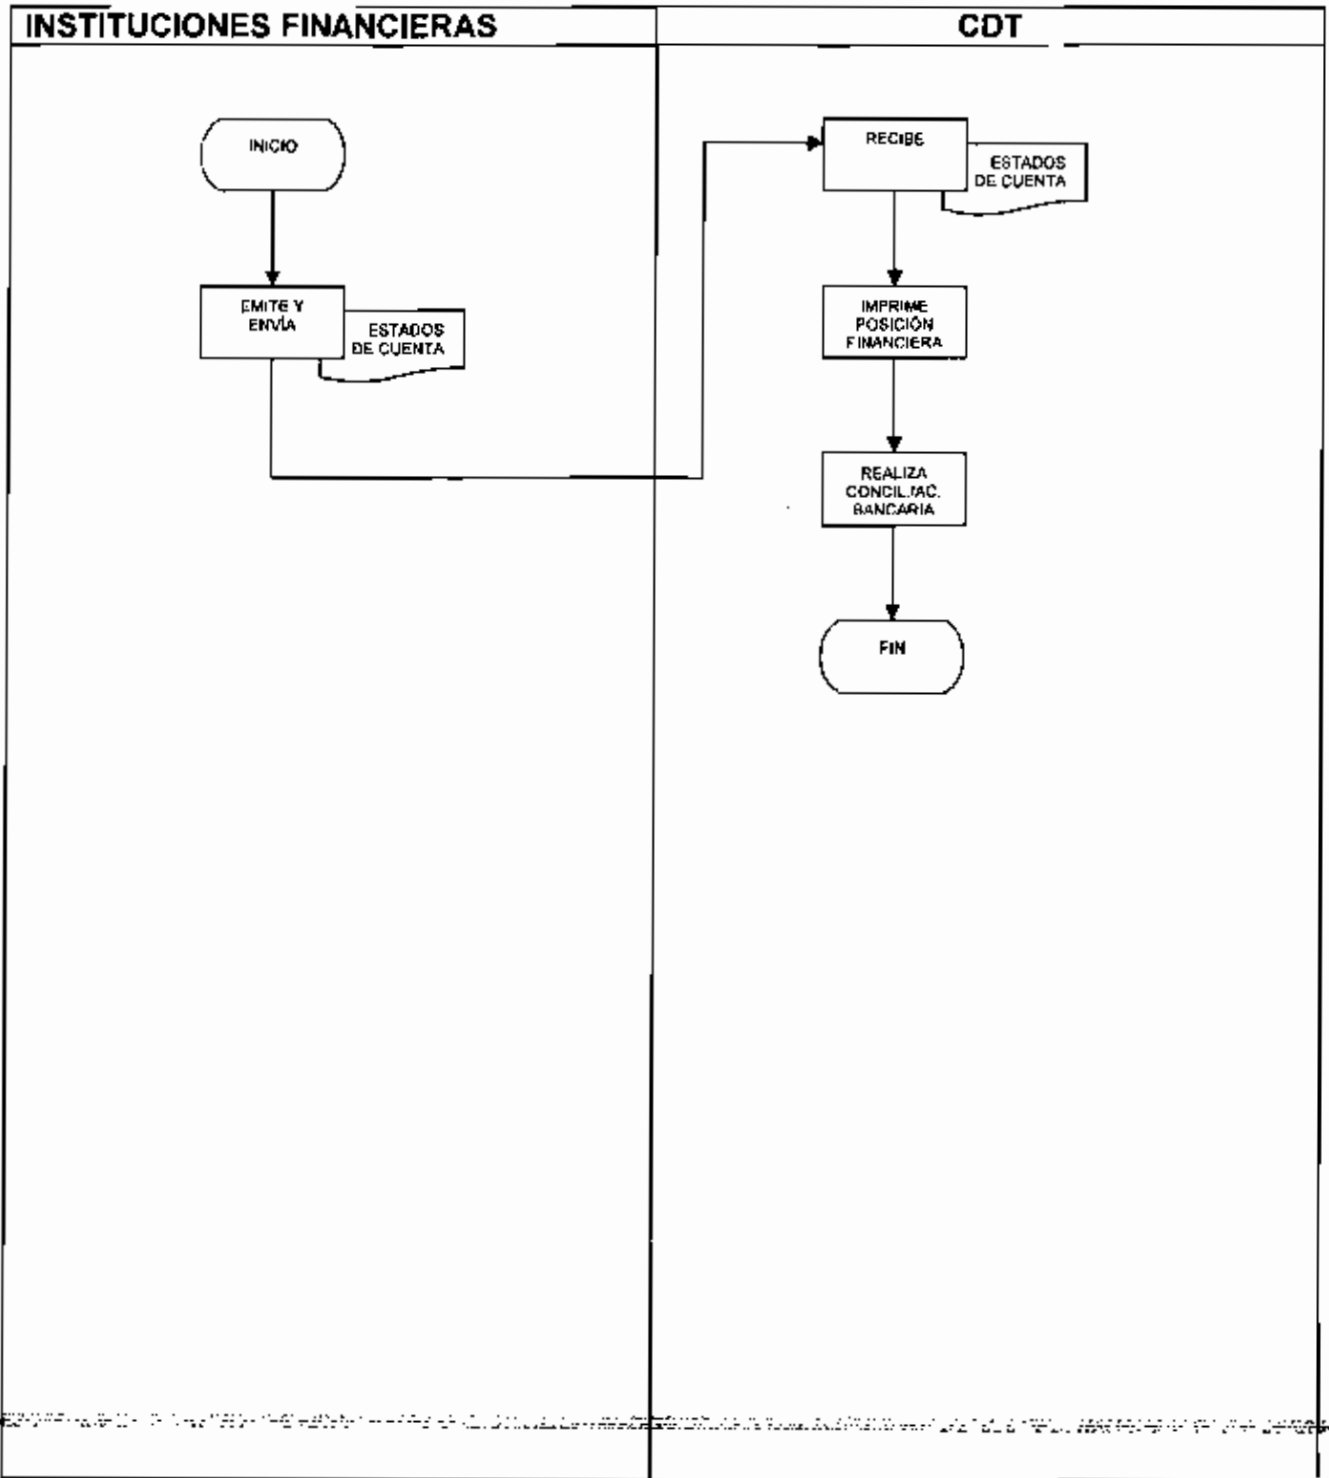 INSTITUCIONES FINANCIERAS
CDT
INICIO
EMITE Y
ENVÍA
ESTADOS
DE CUENTA
RECIBE
ESTADOS
DE CUENTA
IMPRIME
POSICIÓN
FINANCIERA
REALIZA
CONCILIAC.
BANCARIA
FIN